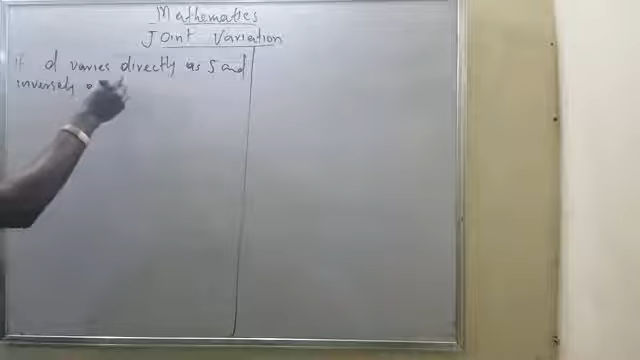 Mathematics
Joint Variation
If d varies directly as S and
inversely a